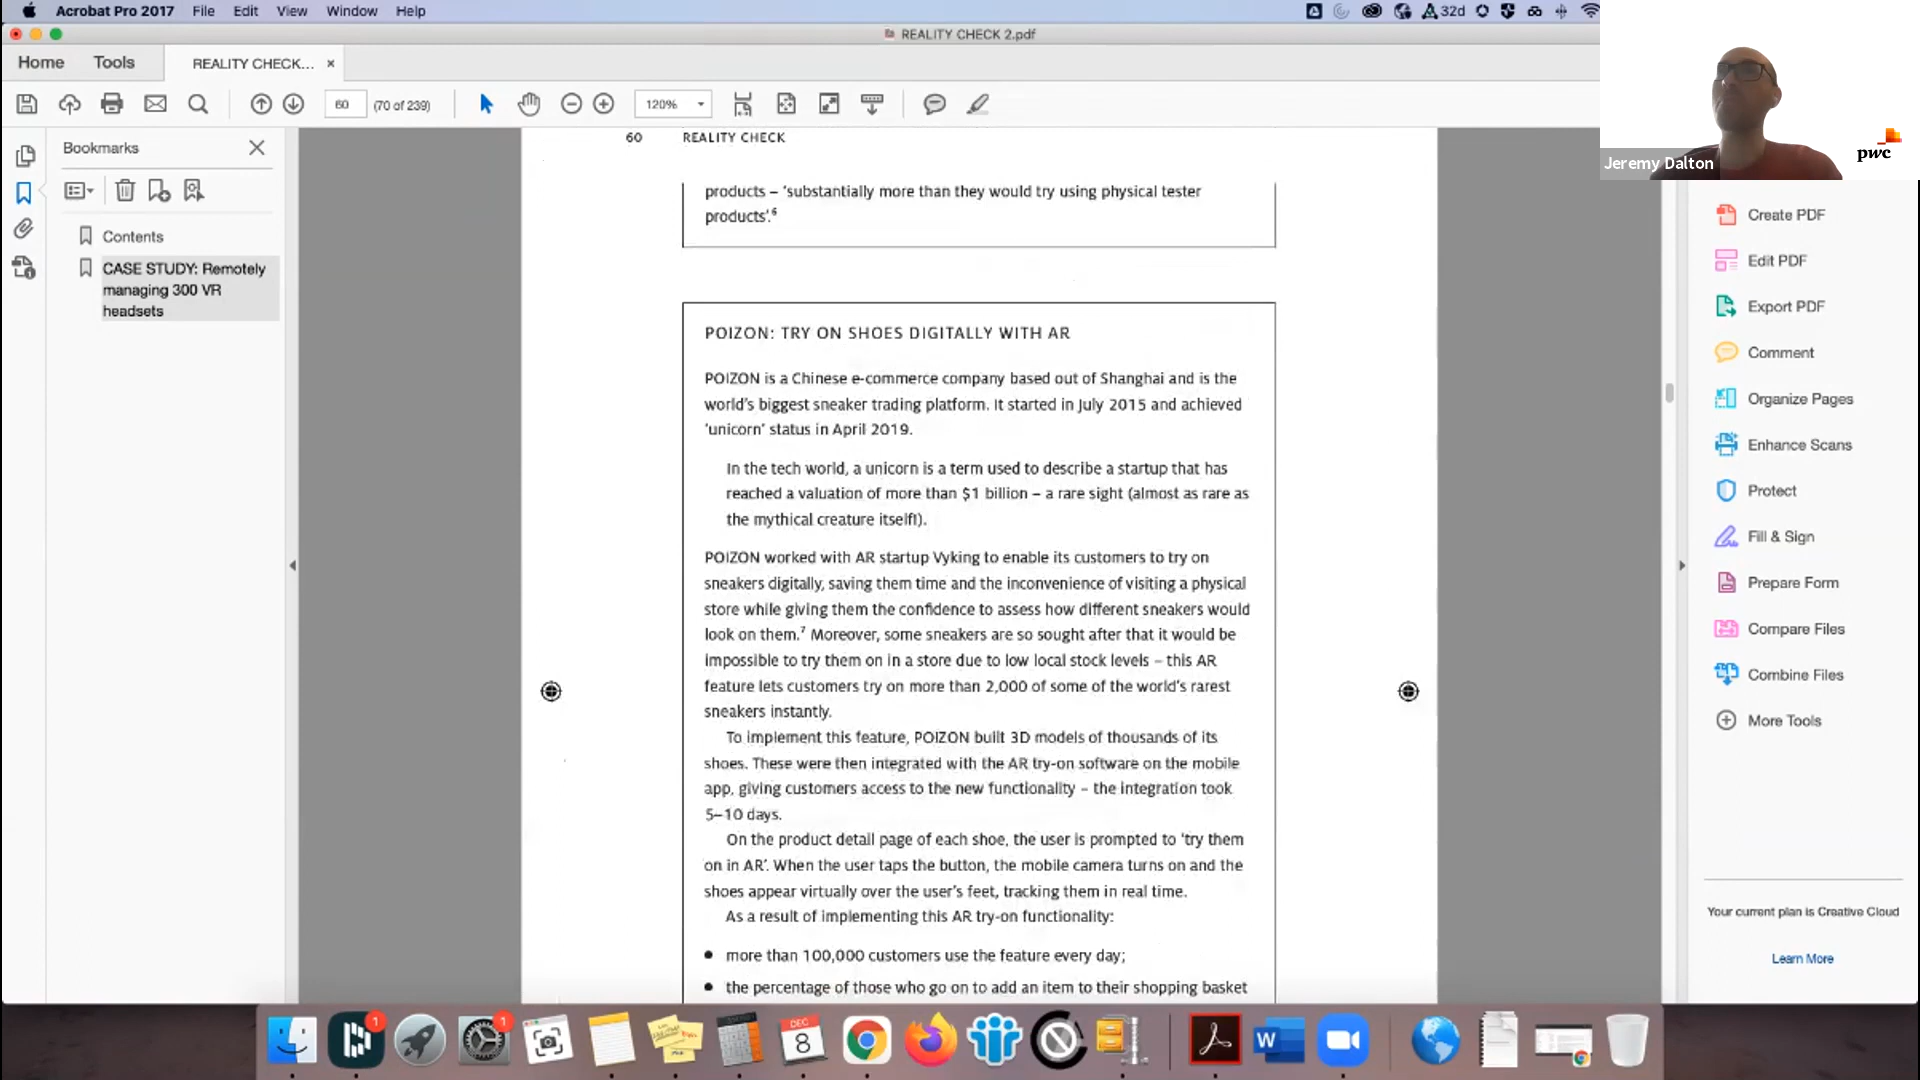 Acrobat Pro 2017 File Edit View Window Help 32d
REALITY CHECK 2.pdf
Home Tools REALITY CHECK... ×
60 (70 of 239) 120%
Jeremy Dalton
pwc
Bookmarks
Contents
CASE STUDY: Remotely
managing 300 VR
headsets
60 REALITY CHECK
products – ‘substantially more than they would try using physical tester
products’.6
POIZON: TRY ON SHOES DIGITALLY WITH AR
POIZON is a Chinese e-commerce company based out of Shanghai and is the
world’s biggest sneaker trading platform. It started in July 2015 and achieved
‘unicorn’ status in April 2019.
In the tech world, a unicorn is a term used to describe a startup that has
reached a valuation of more than $1 billion – a rare sight (almost as rare as
the mythical creature itself!).
POIZON worked with AR startup Vyking to enable its customers to try on
sneakers digitally, saving them time and the inconvenience of visiting a physical
store while giving them the confidence to assess how different sneakers would
look on them.7 Moreover, some sneakers are so sought after that it would be
impossible to try them on in a store due to low local stock levels – this AR
feature lets customers try on more than 2,000 of some of the world’s rarest
sneakers instantly.
To implement this feature, POIZON built 3D models of thousands of its
shoes. These were then integrated with the AR try-on software on the mobile
app, giving customers access to the new functionality – the integration took
5–10 days.
On the product detail page of each shoe, the user is prompted to ‘try them
on in AR’. When the user taps the button, the mobile camera turns on and the
shoes appear virtually over the user’s feet, tracking them in real time.
As a result of implementing this AR try-on functionality:
• more than 100,000 customers use the feature every day;
• the percentage of those who go on to add an item to their shopping basket
Create PDF
Edit PDF
Export PDF
Comment
Organize Pages
Enhance Scans
Protect
Fill & Sign
Prepare Form
Compare Files
Combine Files
More Tools
Your current plan is Creative Cloud
Learn More
1
1
DEC
8
W